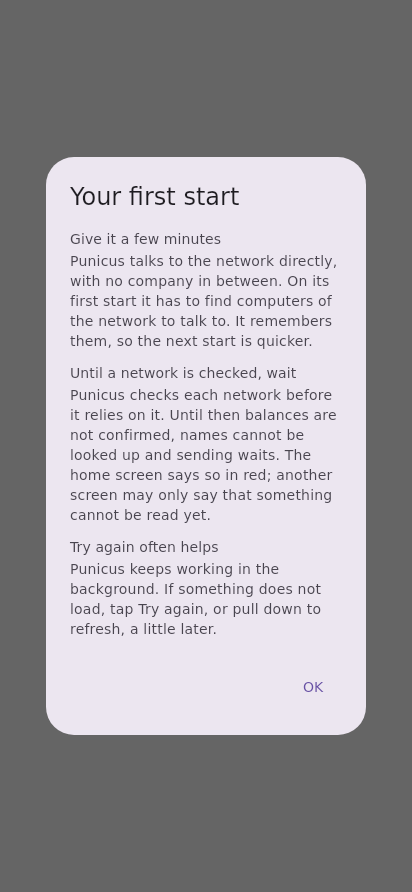 Your first start
Give it a few minutes
Punicus talks to the network directly,
with no company in between. On its
first start it has to find computers of
the network to talk to. It remembers
them, so the next start is quicker.
Until a network is checked, wait
Punicus checks each network before
it relies on it. Until then balances are
not confirmed, names cannot be
looked up and sending waits. The
home screen says so in red; another
screen may only say that something
cannot be read yet.
Try again often helps
Punicus keeps working in the
background. If something does not
load, tap Try again, or pull down to
refresh, a little later.
OK